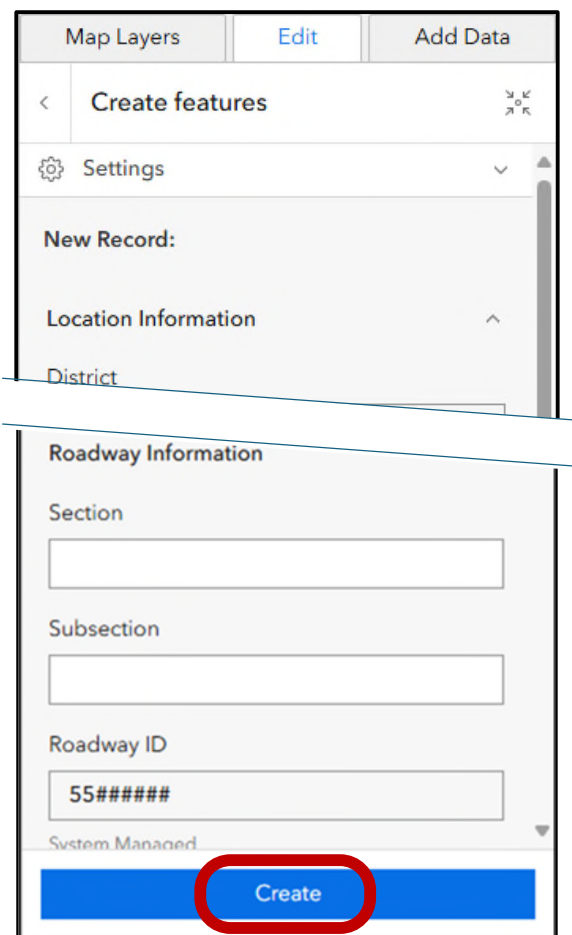 Map Layers Edit Add Data
Create features
Settings
New Record:
Location Information
District
Roadway Information
Section
Subsection
Roadway ID
55######
System Managed
Create